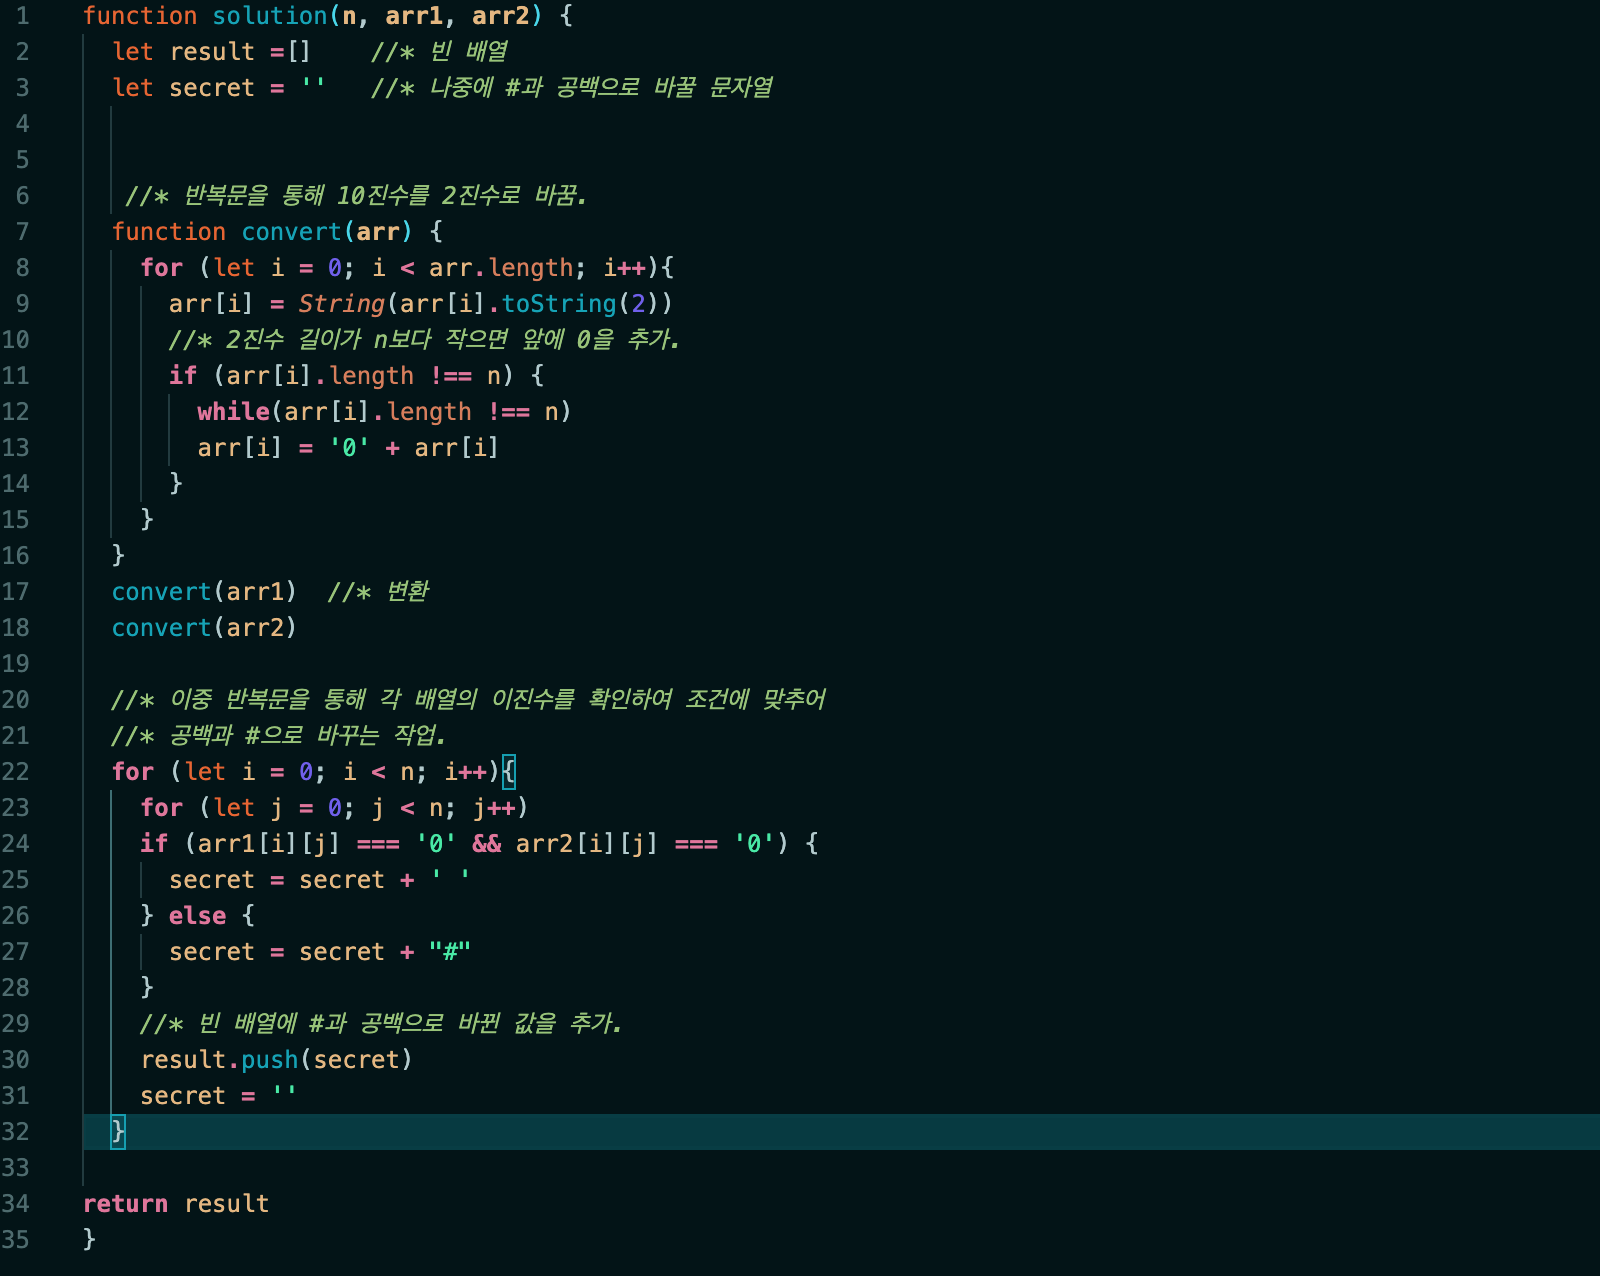 1 function solution(n, arr1, arr2) {
2 let result =[] //* 빈 배열
3 let secret = '' //* 나중에 #과 공백으로 바꿀 문자열
4
5
6 //* 반복문을 통해 10진수를 2진수로 바꿈.
7 function convert(arr) {
8 for (let i = 0; i < arr.length; i++){
9 arr[i] = String(arr[i].toString(2))
10 //* 2진수 길이가 n보다 작으면 앞에 0을 추가.
11 if (arr[i].length !== n) {
12 while(arr[i].length !== n)
13 arr[i] = '0' + arr[i]
14 }
15 }
16 }
17 convert(arr1) //* 변환
18 convert(arr2)
19
20 //* 이중 반복문을 통해 각 배열의 이진수를 확인하여 조건에 맞추어
21 //* 공백과 #으로 바꾸는 작업.
22 for (let i = 0; i < n; i++){
23 for (let j = 0; j < n; j++)
24 if (arr1[i][j] === '0' && arr2[i][j] === '0') {
25 secret = secret + ' '
26 } else {
27 secret = secret + "#"
28 }
29 //* 빈 배열에 #과 공백으로 바뀐 값을 추가.
30 result.push(secret)
31 secret = ''
32 }
33
34 return result
35 }